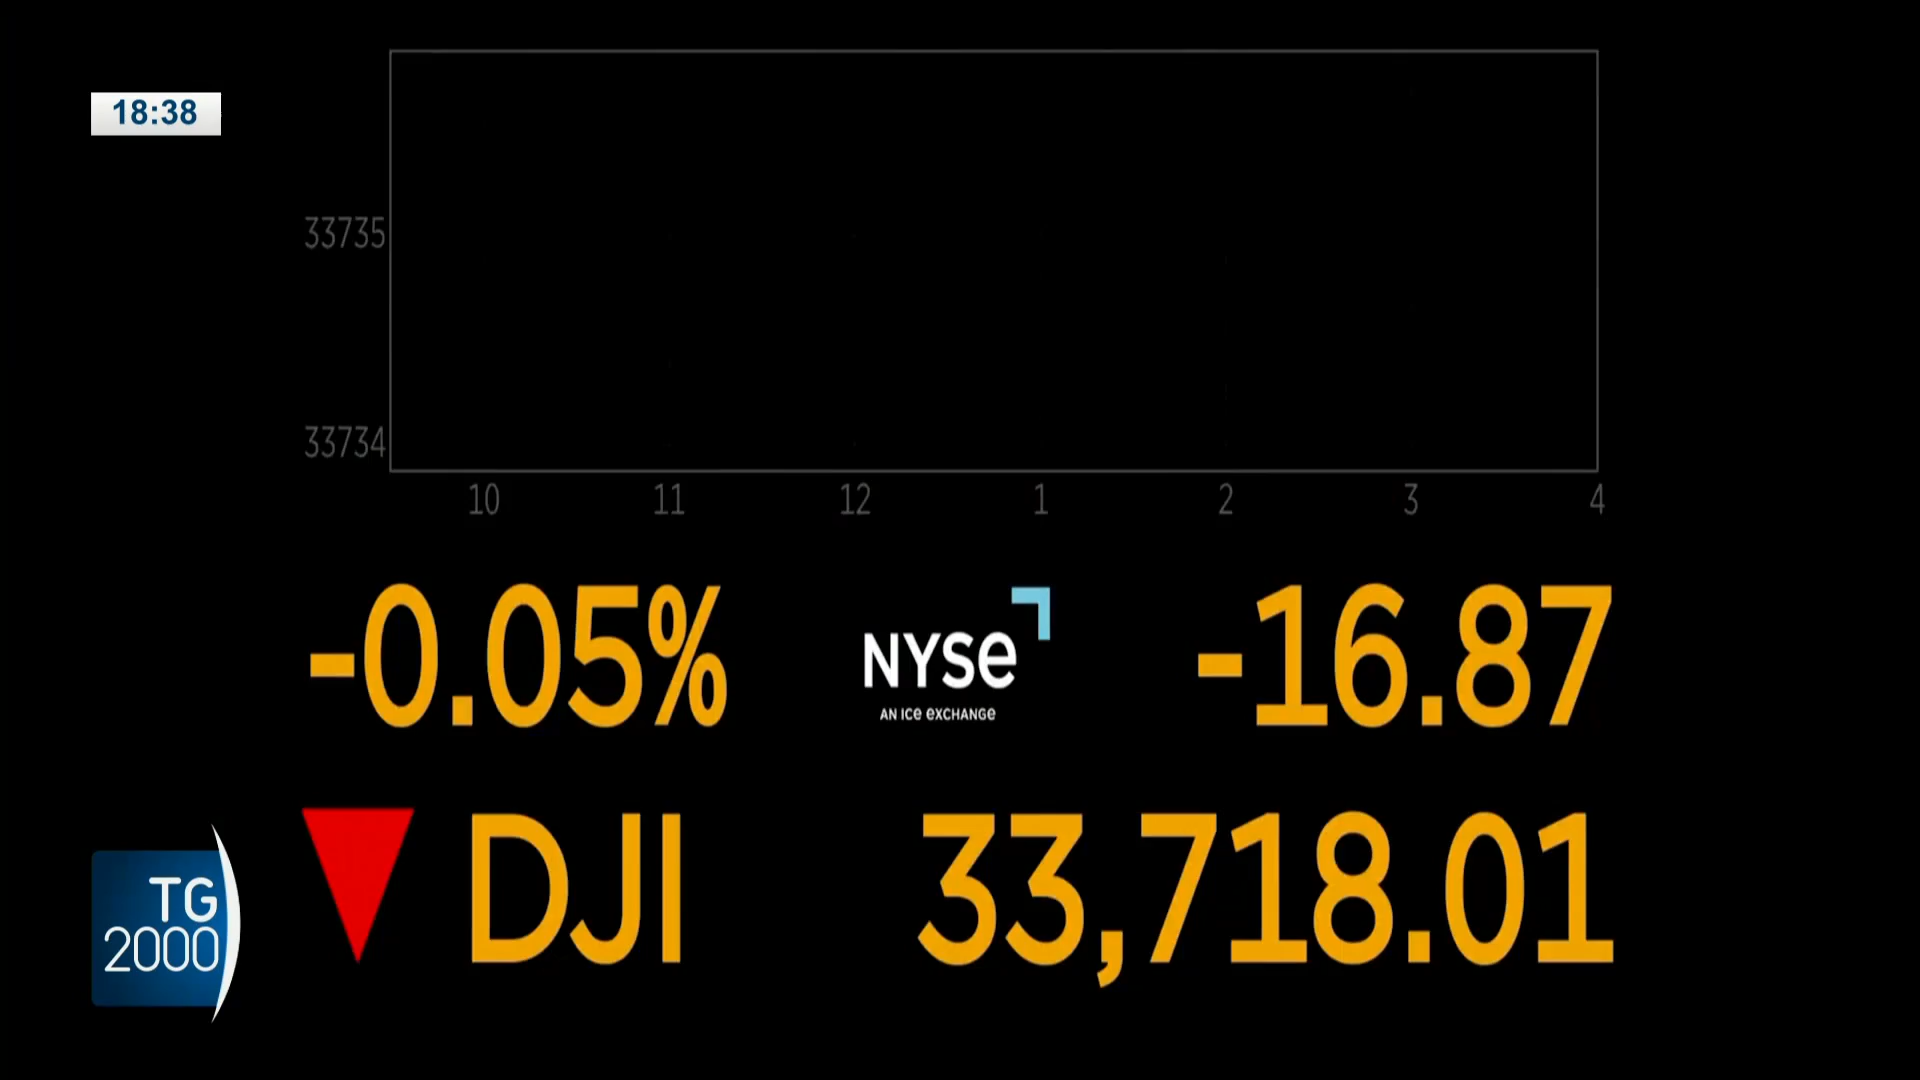 18:38
33735
33734
10 11 12 1 2 3 4
-0.05%
NYSE
AN ICE EXCHANGE
-16.87
DJI
33,718.01
TG
2000